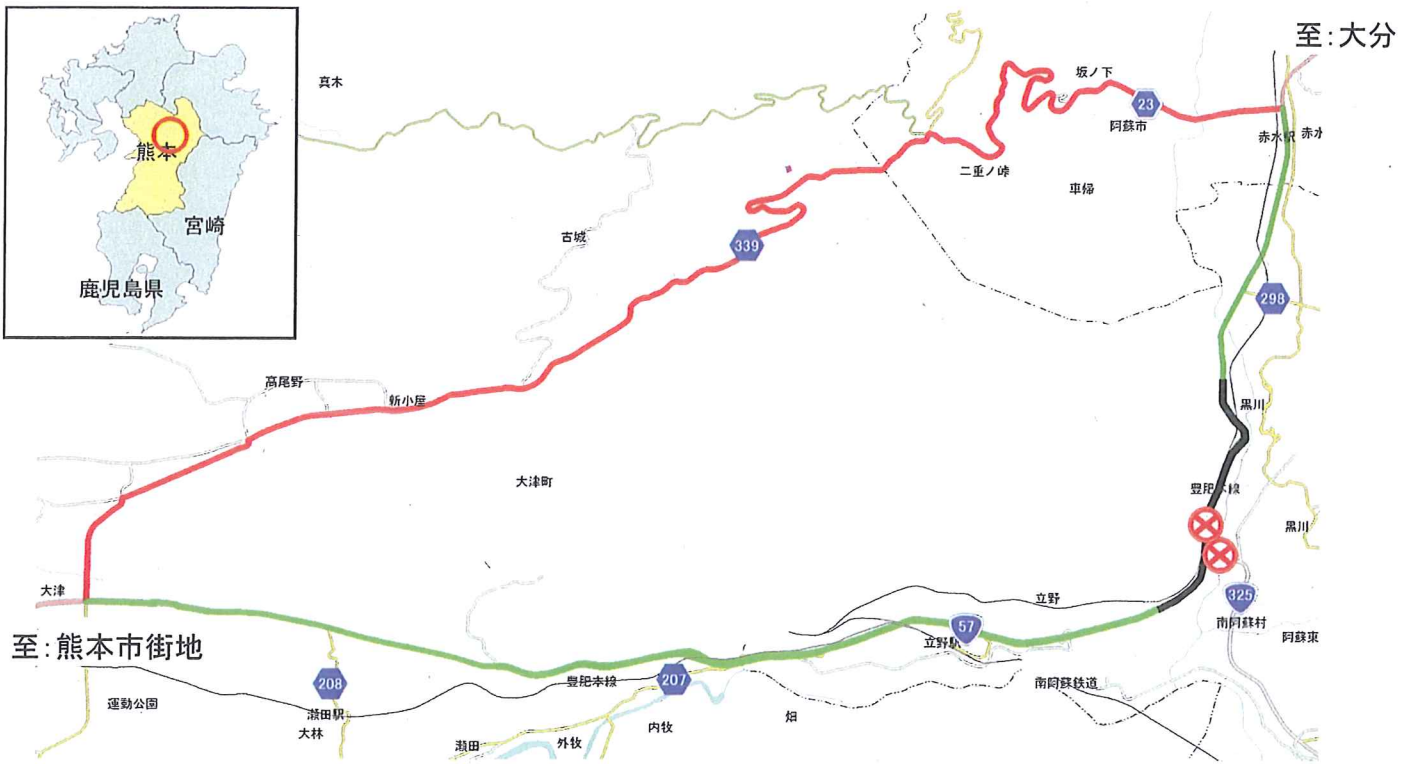 至:大分
真木
坂ノ下
23
阿蘇市
赤水駅
赤水
熊本
二重ノ峠
車帰
宮崎
古城
339
鹿児島県
298
高尾野
新小屋
黒川
大津町
豊肥本線
黒川
大津
立野
325
南阿蘇村
57
阿蘇東
至:熊本市街地
立野駅
豊肥本線
207
208
南阿蘇鉄道
運動公園
瀬田駅
大林
内牧
畑
瀬田
外牧